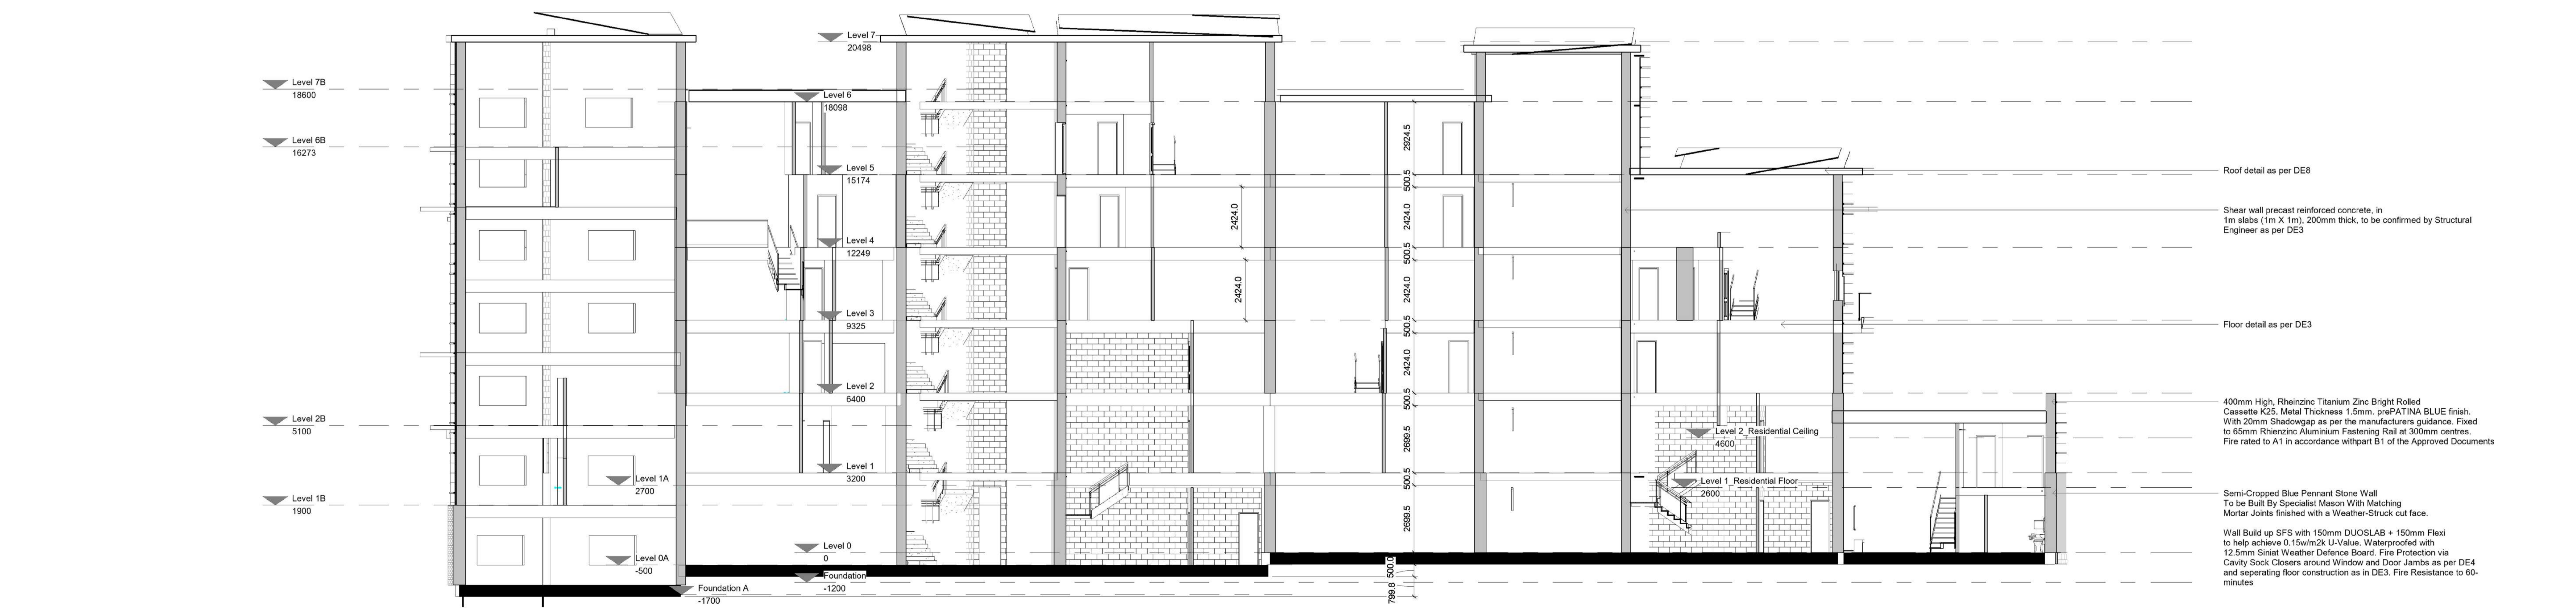 Level 7
20498
Level 7B
18600
Level 6
18098
Level 6B
16273
Level 5
15174
Level 4
12249
Level 3
9325
Level 2
6400
Level 2B
5100
Level 1
3200
Level 1A
2700
Level 1B
1900
Level 0
0
Level 0A
-500
Foundation
-1200
Foundation A
-1700
2424.0
2424.0
2924.5
500.5
2424.0
500.5
2424.0
500.5
2424.0
500.5
2699.5
500.5
2699.5
500.0
799.8
Level 2_Residential Ceiling
4600
Level 1_Residential Floor
2600
Roof detail as per DE8
Shear wall precast reinforced concrete, in
1m slabs (1m X 1m), 200mm thick, to be confirmed by Structural
Engineer as per DE3
Floor detail as per DE3
400mm High, Rheinzinc Titanium Zinc Bright Rolled
Cassette K25. Metal Thickness 1.5mm. prePATINA BLUE finish.
With 20mm Shadowgap as per the manufacturers guidance. Fixed
to 65mm Rhienzinc Aluminium Fastening Rail at 300mm centres.
Fire rated to A1 in accordance withpart B1 of the Approved Documents
Semi-Cropped Blue Pennant Stone Wall
To be Built By Specialist Mason With Matching
Mortar Joints finished with a Weather-Struck cut face.
Wall Build up SFS with 150mm DUOSLAB + 150mm Flexi
to help achieve 0.15w/m2k U-Value. Waterproofed with
12.5mm Siniat Weather Defence Board. Fire Protection via
Cavity Sock Closers around Window and Door Jambs as per DE4
and seperating floor construction as in DE3. Fire Resistance to 60-
minutes